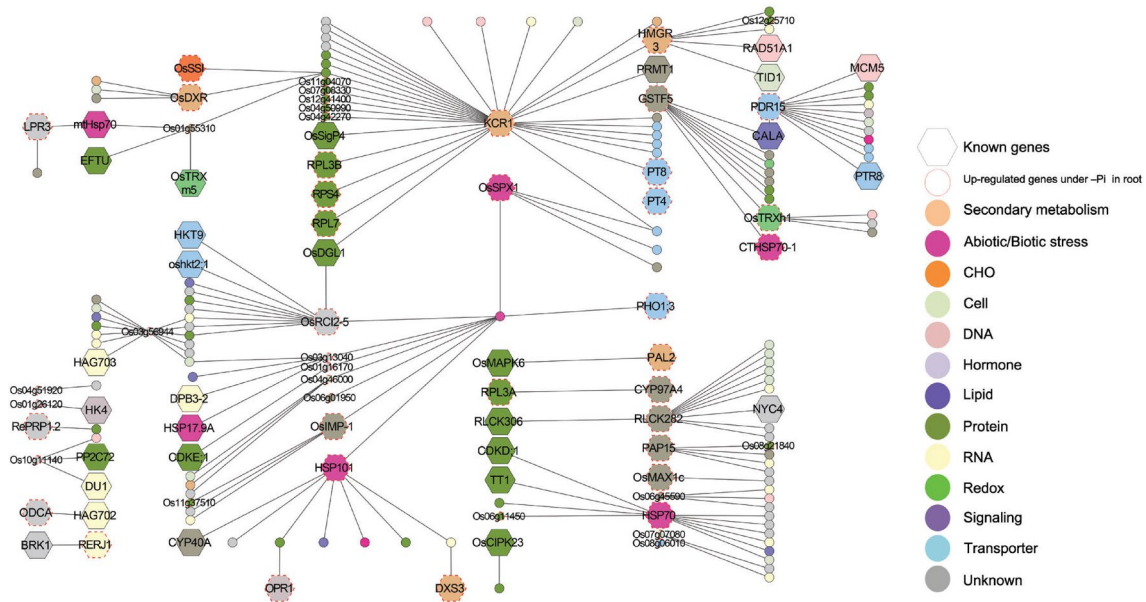 OsSSI
OsDXR
LPR3
mtHsp70
Os01g55310
EFTU
OsTRX
m5
Os11g04070
Os07g08330
Os12g41400
Os04g50990
Os04g42270
OsSigP4
RPL3B
RPS4
RPL7
OsDCL1
KCR1
OsSPX1
HMGR
3
PRMT1
GSTF5
PT8
PT4
PHO1;3
Os12g25710
RAD51A1
TID1
PDR15
CALA
OsTRXh1
CTHSP70-1
MCM5
PTR8
HKT9
oshkt2;1
Os03g56944
OsRCI2-5
HAG703
Os04g51920
Os01g26120
HK4
RePRP1.2
PP2C72
Os10g11140
DU1
ODCA
HAG702
BRK1
RERJ1
Os03g13040
Os01g16170
Os04g46000
Os06g01950
DPB3-2
HSP17.9A
CDKE;1
OsIMP-1
HSP101
Os11g37510
CYP40A
OPR1
DXS3
OsMAPK6
RPL3A
RLCK306
CDKD;1
TT1
Os06g11450
OsCIPK23
PAL2
CYP97A4
RLCK282
PAP15
OsMAX1c
Os06g45590
HSP70
Os07g07080
Os08g06010
NYC4
Os08g21840
Known genes
Up-regulated genes under –Pi in root
Secondary metabolism
Abiotic/Biotic stress
CHO
Cell
DNA
Hormone
Lipid
Protein
RNA
Redox
Signaling
Transporter
Unknown